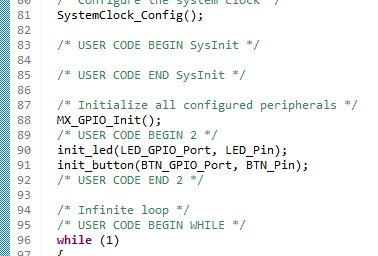 80 /* Configure the system clock */
81 SystemClock_Config();
82
83 /* USER CODE BEGIN SysInit */
84
85 /* USER CODE END SysInit */
86
87 /* Initialize all configured peripherals */
88 MX_GPIO_Init();
89 /* USER CODE BEGIN 2 */
90 init_led(LED_GPIO_Port, LED_Pin);
91 init_button(BTN_GPIO_Port, BTN_Pin);
92 /* USER CODE END 2 */
93
94 /* Infinite loop */
95 /* USER CODE BEGIN WHILE */
96 while (1)
97 {